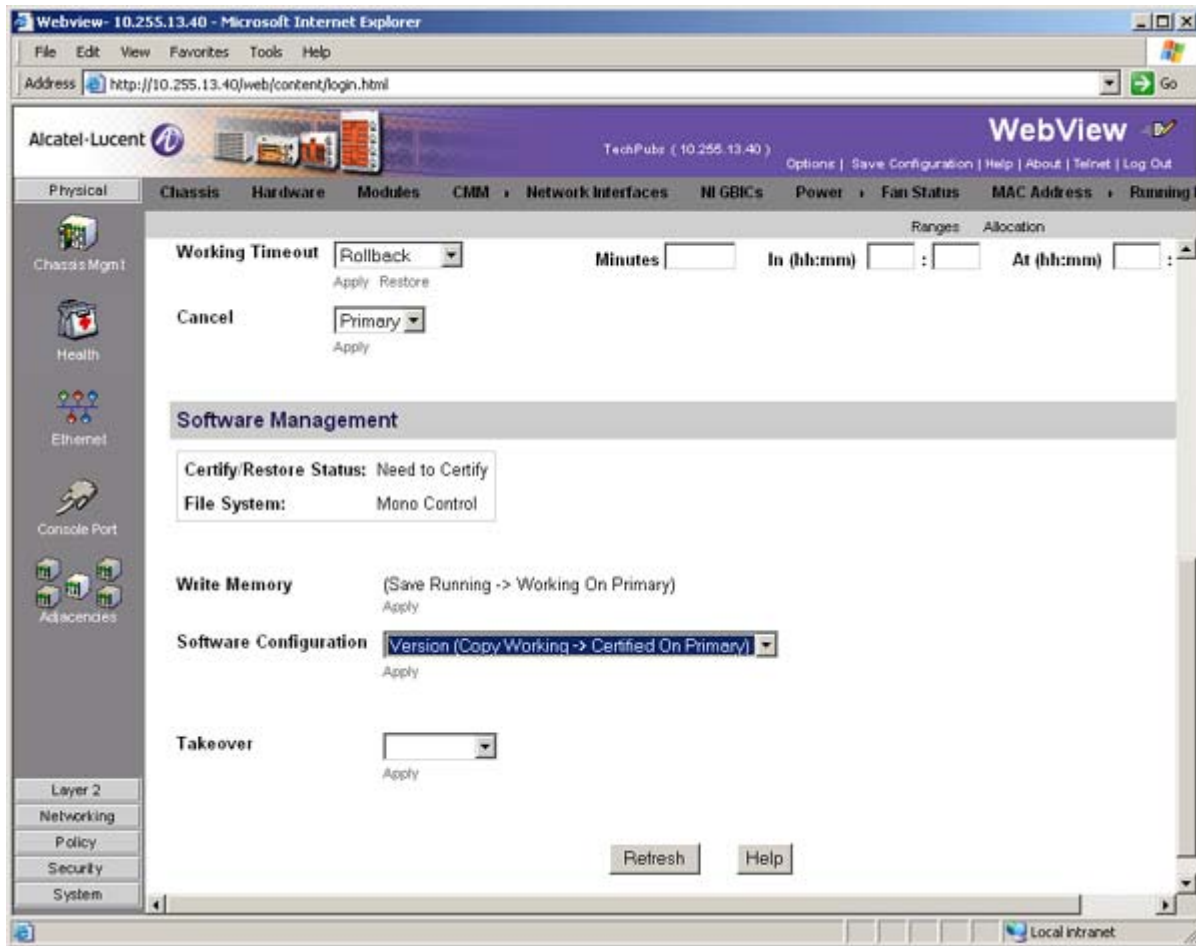 Webview- 10.255.13.40 - Microsoft Internet Explorer
File Edit View Favorites Tools Help
Address http://10.255.13.40/web/content/login.html Go
Alcatel-Lucent
TechPubs ( 10.255.13.40 )
WebView
Options | Save Configuration | Help | About | Telnet | Log Out
Physical
Chassis Hardware Modules CMM Network Interfaces NI GBICs Power Fan Status MAC Address Running
Ranges Allocation
Chassis Mgmt
Health
Ethernet
Console Port
Adjacencies
Layer 2
Networking
Policy
Security
System
Working Timeout Rollback Minutes In (hh:mm) : At (hh:mm) :
Apply Restore
Cancel Primary
Apply
Software Management
Certify/Restore Status: Need to Certify
File System: Mono Control
Write Memory (Save Running -> Working On Primary)
Apply
Software Configuration Version (Copy Working -> Certified On Primary)
Apply
Takeover
Apply
Refresh Help
Local intranet